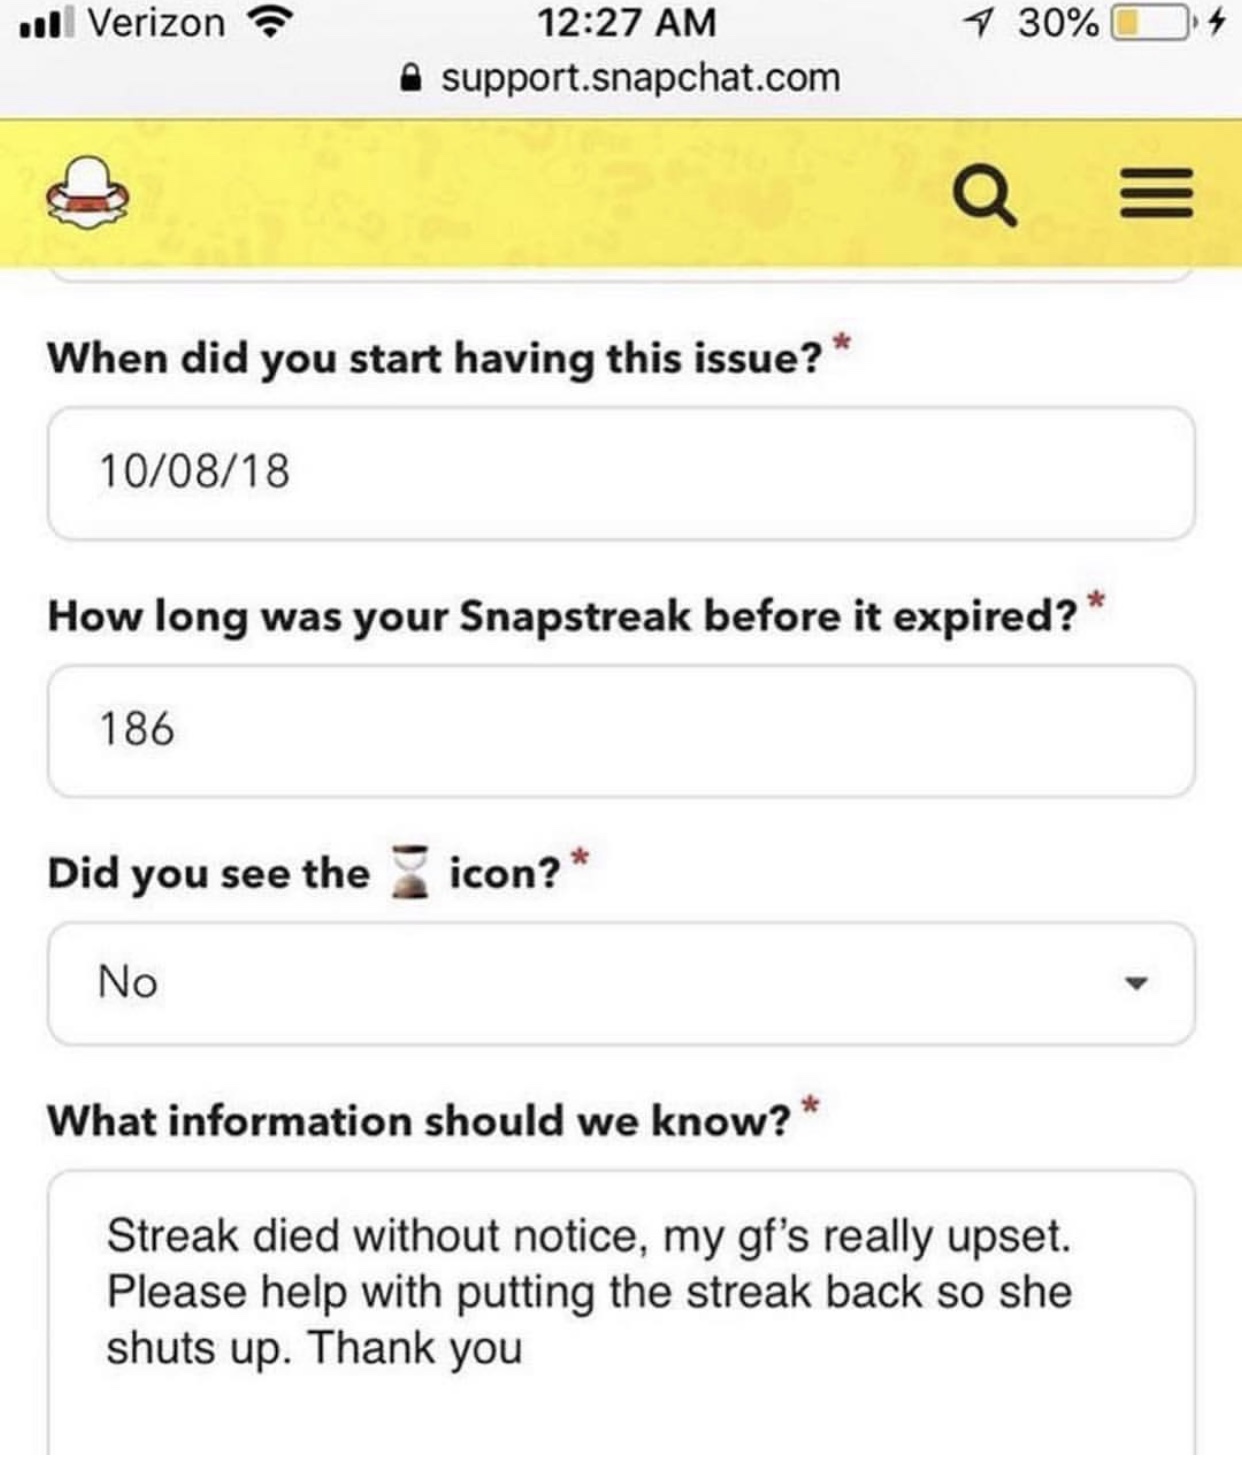 Verizon 12:27 AM 30%
support.snapchat.com
When did you start having this issue? *
10/08/18
How long was your Snapstreak before it expired? *
186
Did you see the ⌛ icon? *
No
What information should we know? *
Streak died without notice, my gf's really upset.
Please help with putting the streak back so she
shuts up. Thank you